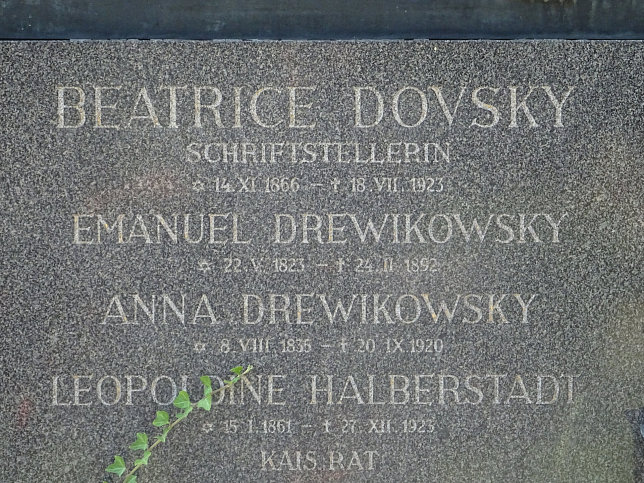 BEATRICE DOVSKY
SCHRIFTSTELLERIN
✡ 14.XI.1866 – † 18.VII.1923
EMANUEL DREWIKOWSKY
✡ 22.V.1823 – † 24.II.1892
ANNA DREWIKOWSKY
✡ 8.VIII.1835 – † 20.IX.1920
LEOPOLDINE HALBERSTADT
✡ 15.I.1861 – † 27.XII.1923
KAIS. RAT